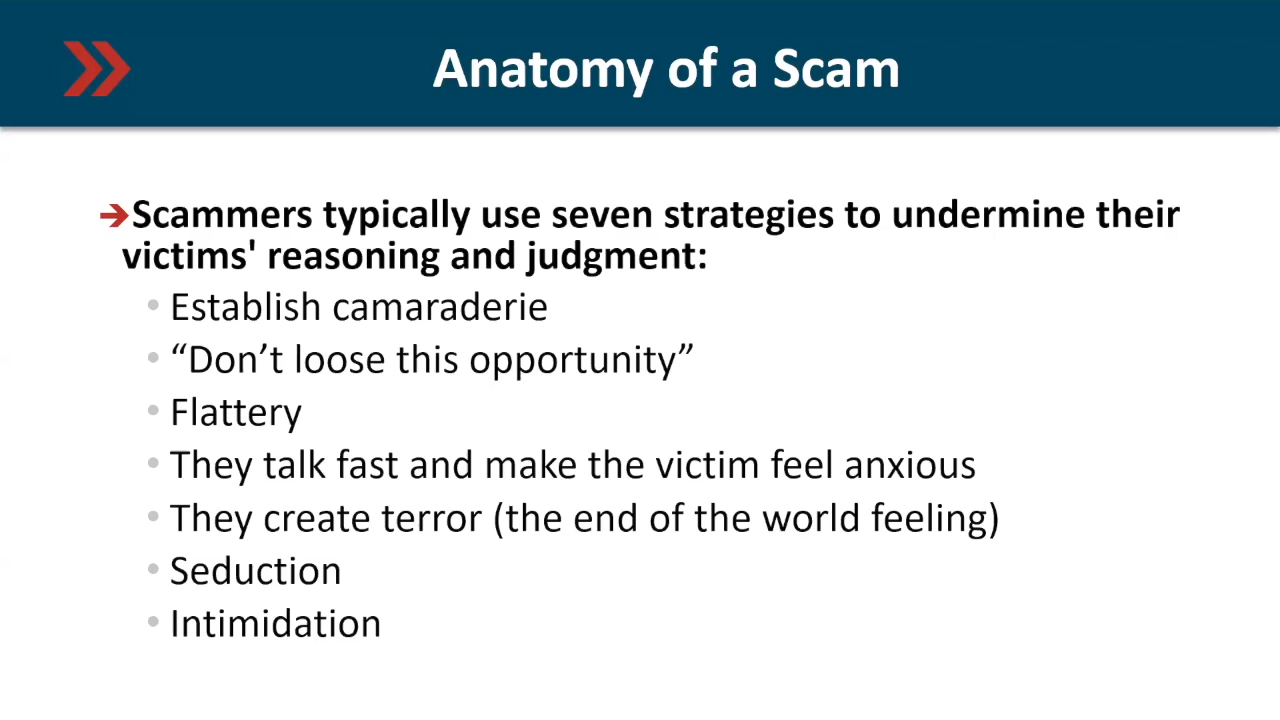 Anatomy of a Scam
Scammers typically use seven strategies to undermine their
victims' reasoning and judgment:
• Establish camaraderie
• “Don’t loose this opportunity”
• Flattery
• They talk fast and make the victim feel anxious
• They create terror (the end of the world feeling)
• Seduction
• Intimidation